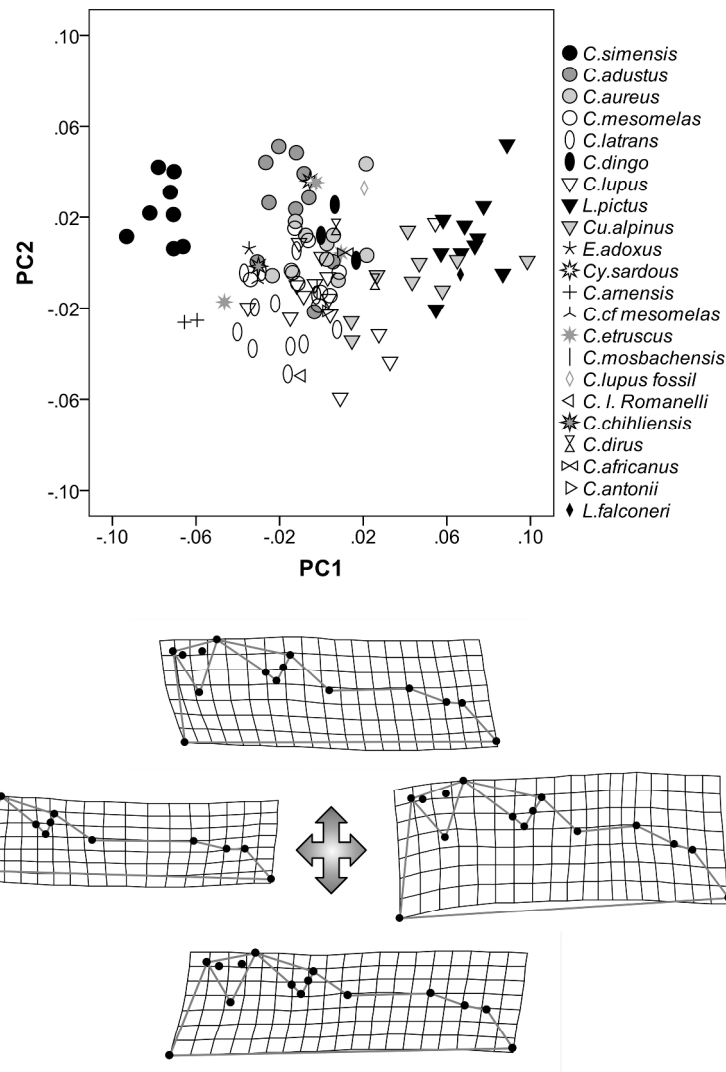 .10
.06
.02
-.02
-.06
-.10
PC2
-.10
-.06
-.02
.02
.06
.10
PC1
C.simensis
C.adustus
C.aureus
C.mesomelas
C.latrans
C.dingo
C.lupus
L.pictus
Cu.alpinus
E.adoxus
Cy.sardous
C.arnensis
C.cf mesomelas
C.etruscus
C.mosbachensis
C.lupus fossil
C. l. Romanelli
C.chihliensis
C.dirus
C.africanus
C.antonii
L.falconeri